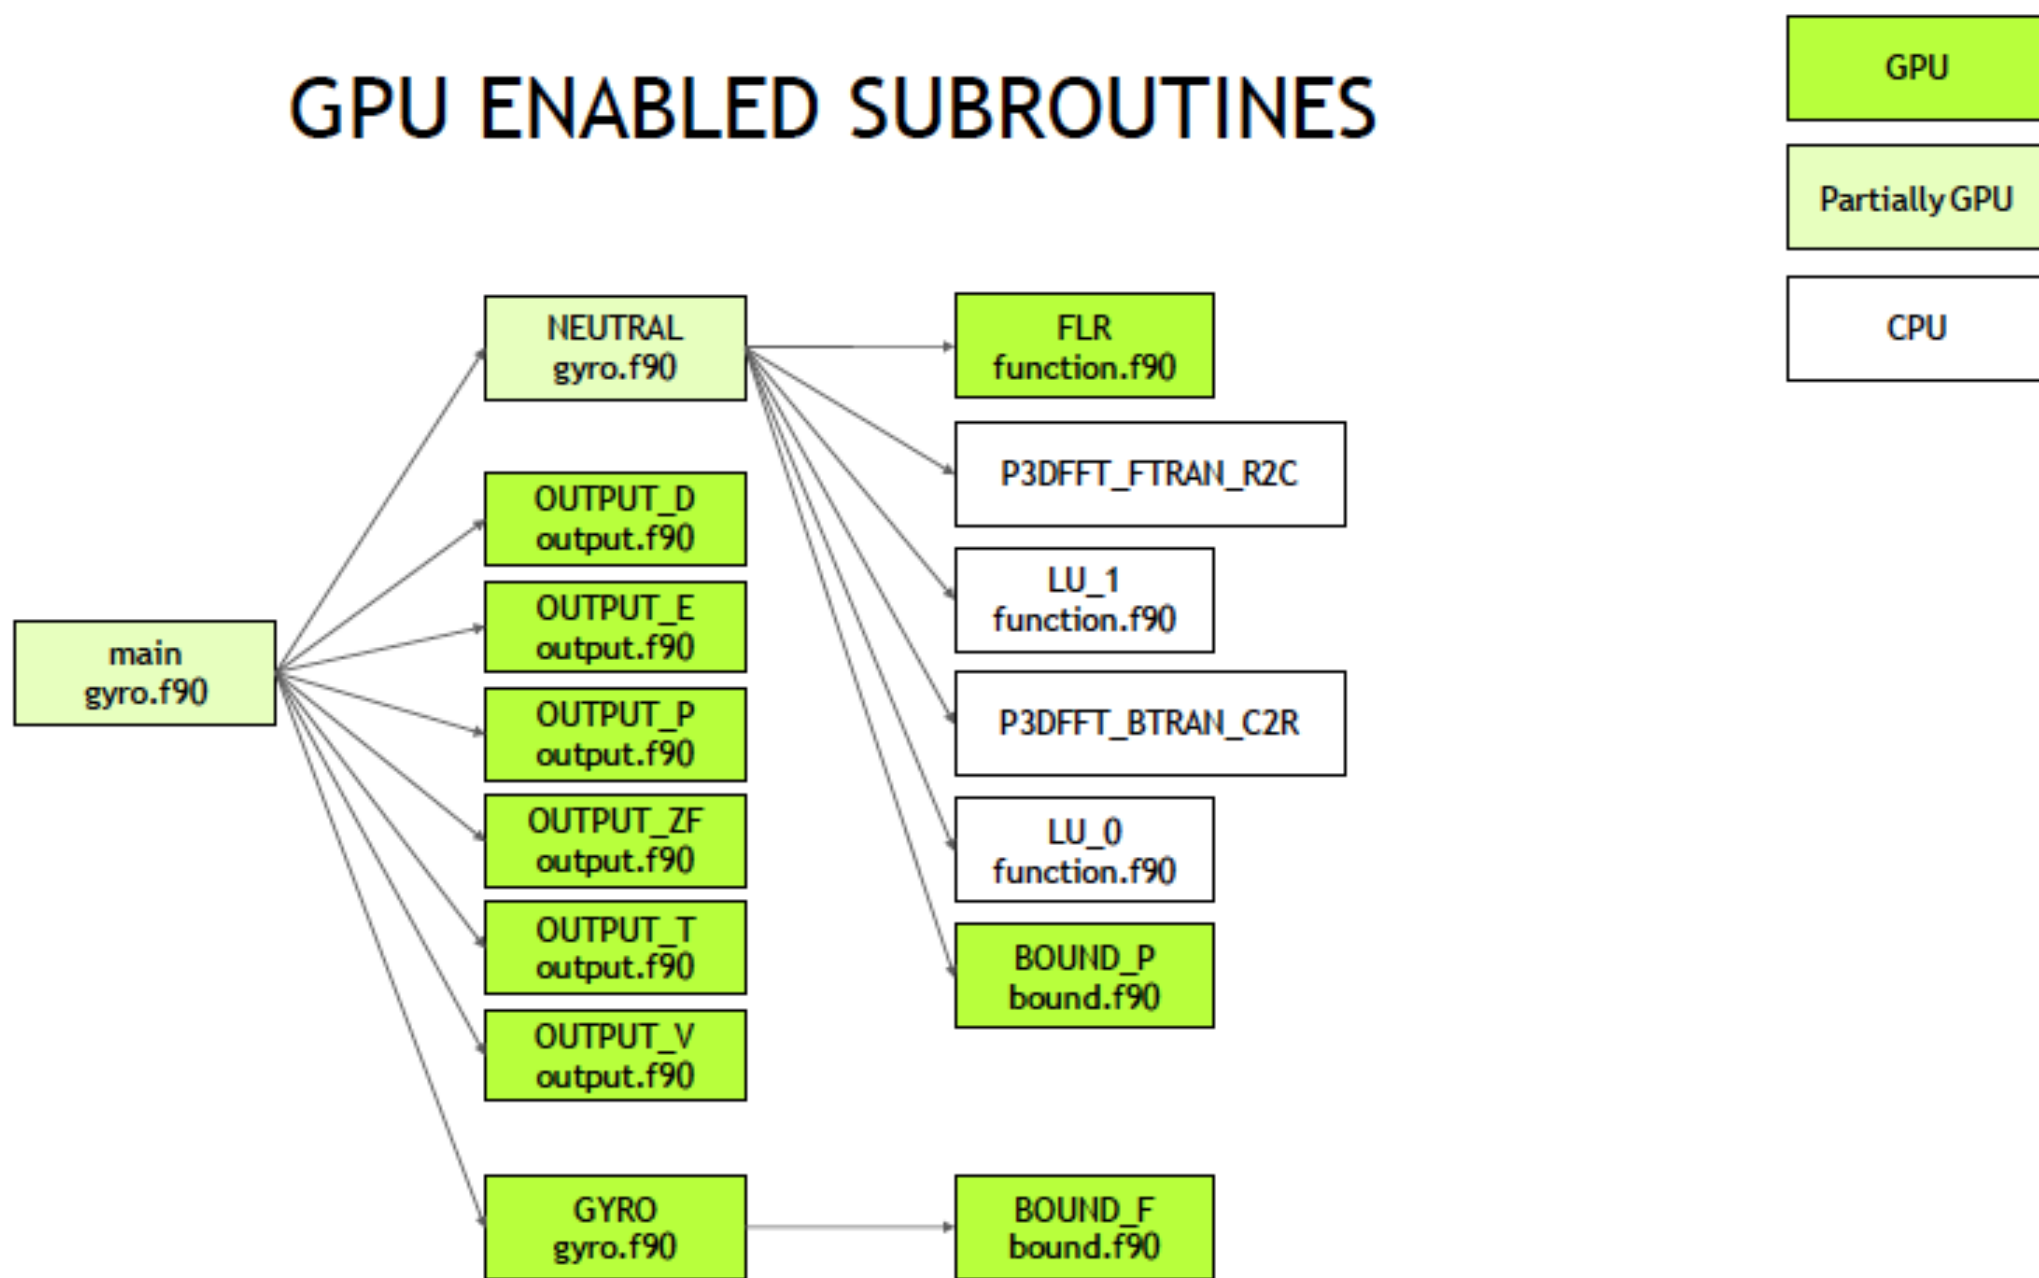 GPU ENABLED SUBROUTINES
GPU
Partially GPU
CPU
main
gyro.f90
NEUTRAL
gyro.f90
OUTPUT_D
output.f90
OUTPUT_E
output.f90
OUTPUT_P
output.f90
OUTPUT_ZF
output.f90
OUTPUT_T
output.f90
OUTPUT_V
output.f90
GYRO
gyro.f90
FLR
function.f90
P3DFFT_FTRAN_R2C
LU_1
function.f90
P3DFFT_BTRAN_C2R
LU_0
function.f90
BOUND_P
bound.f90
BOUND_F
bound.f90